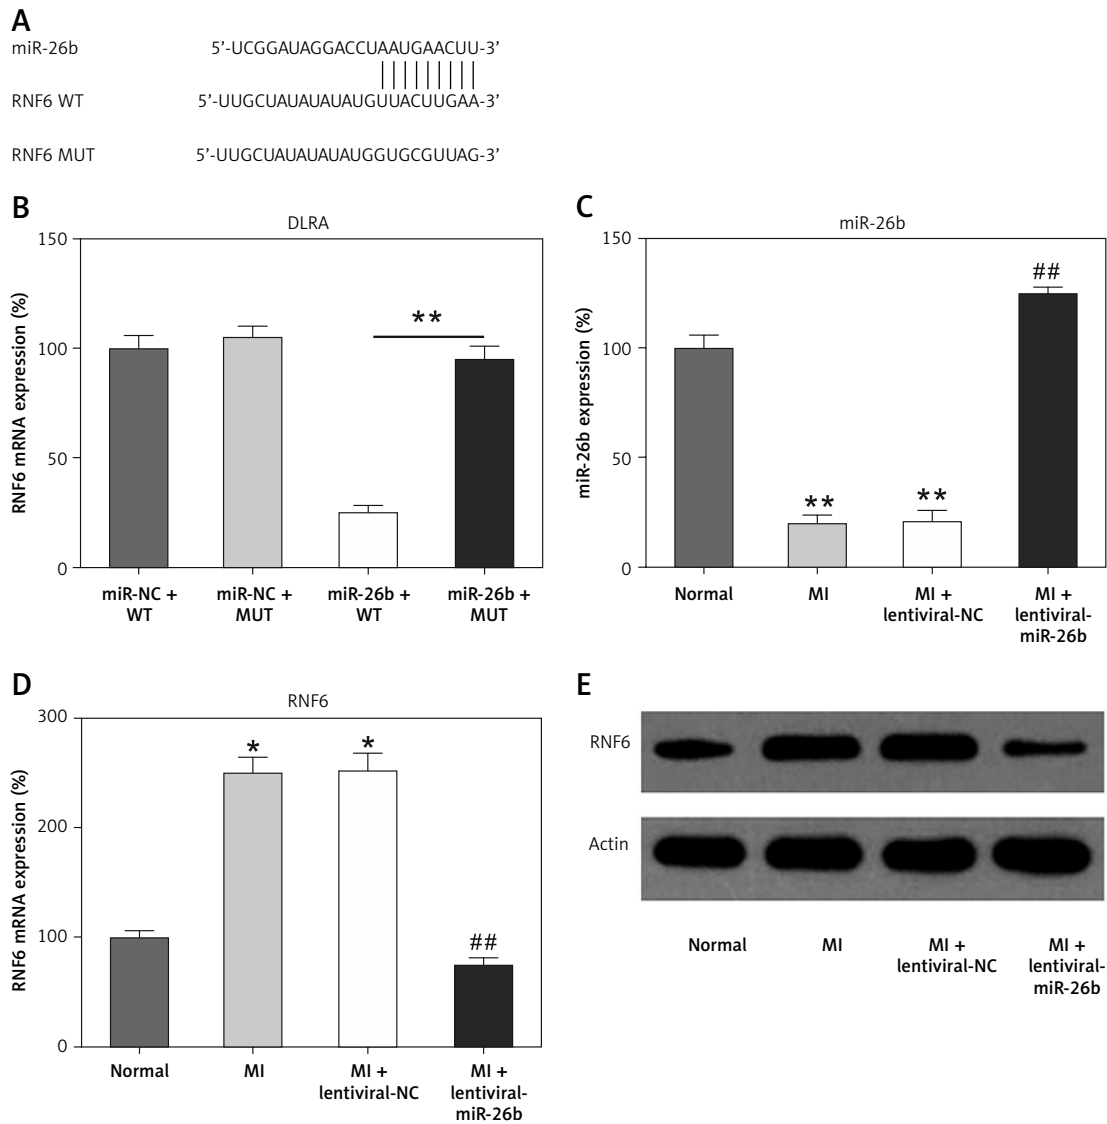 A
miR-26b 5’-UCGGAUAGGACCUAAUGAACUU-3’
RNF6 WT 5’-UUGCUAUAUAUAUGUUACUUGAA-3’
RNF6 MUT 5’-UUGCUAUAUAUAUGGUGCGUUAG-3’
B
DLRA
RNF6 mRNA expression (%)
150
100
50
0
**
miR-NC +
WT
miR-NC +
MUT
miR-26b +
WT
miR-26b +
MUT
C
miR-26b
miR-26b expression (%)
150
100
50
0
**
**
##
Normal
MI
MI +
lentiviral-NC
MI +
lentiviral-
miR-26b
D
RNF6
RNF6 mRNA expression (%)
300
200
100
0
*
*
##
Normal
MI
MI +
lentiviral-NC
MI +
lentiviral-
miR-26b
E
RNF6
Actin
Normal
MI
MI +
lentiviral-NC
MI +
lentiviral-
miR-26b